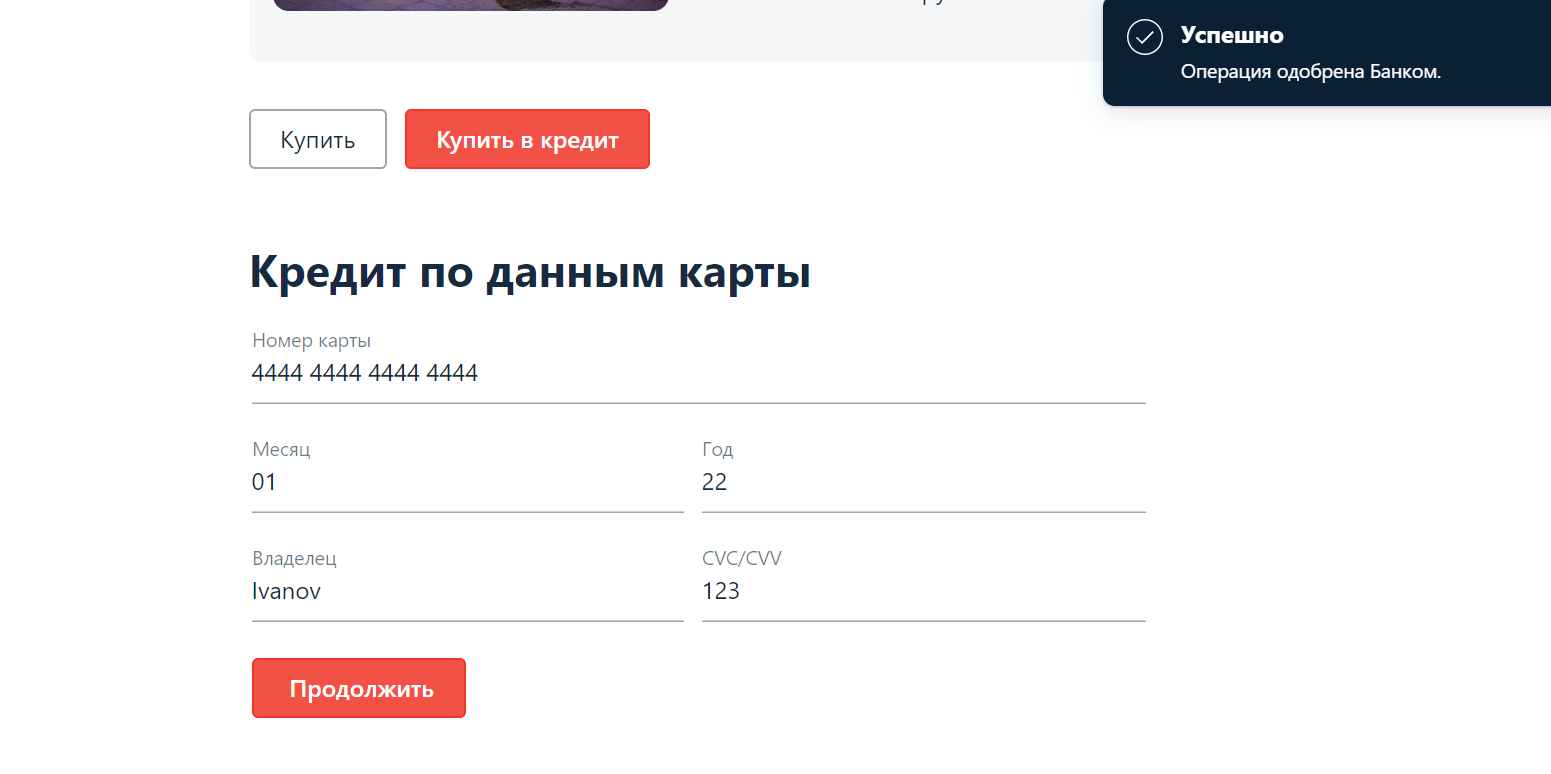 Успешно
Операция одобрена Банком.
Купить
Купить в кредит
Кредит по данным карты
Номер карты
4444 4444 4444 4444
Месяц
Год
01
22
Владелец
CVC/CVV
Ivanov
123
Продолжить